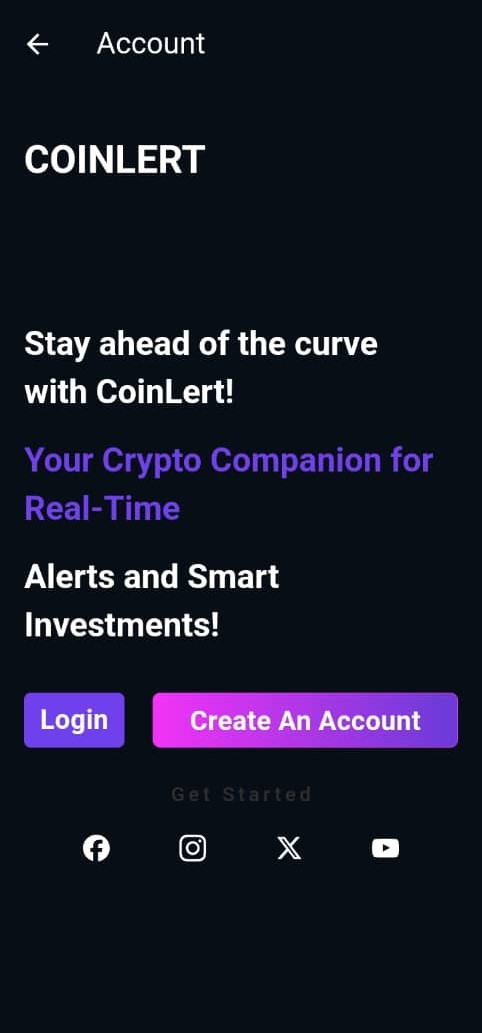 Account
COINLERT
Stay ahead of the curve
with CoinLert!
Your Crypto Companion for
Real-Time
Alerts and Smart
Investments!
Login
Create An Account
Get Started